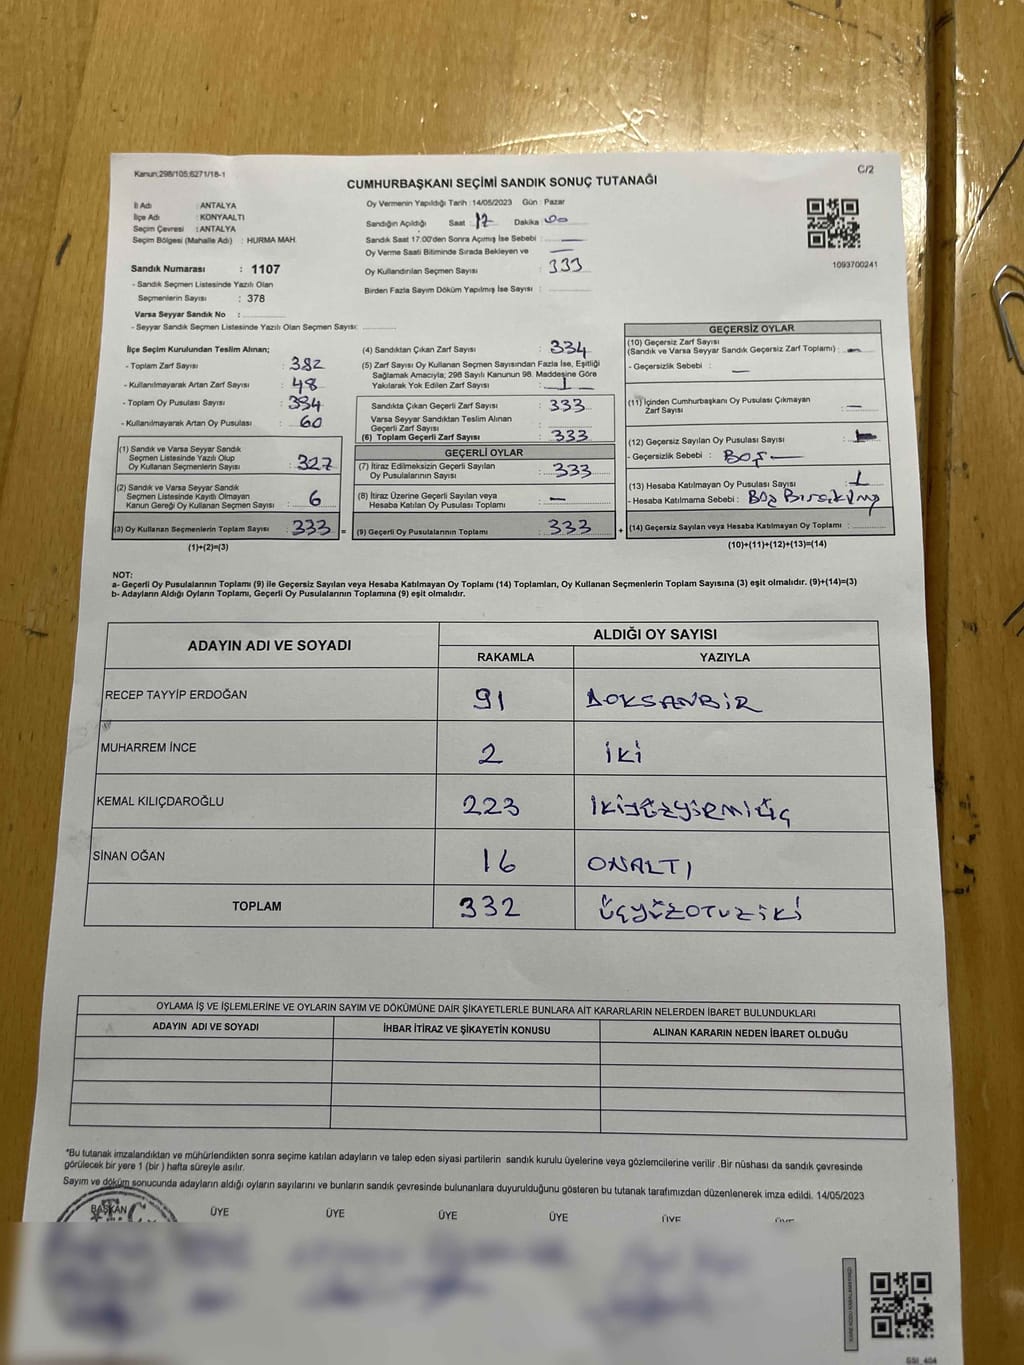 Kanun:298/105;6271/18-1
C/2
CUMHURBAŞKANI SEÇİMİ SANDIK SONUÇ TUTANAĞI
İl Adı : ANTALYA
İlçe Adı : KONYAALTI
Seçim Çevresi : ANTALYA
Seçim Bölgesi (Mahalle Adı) : HURMA MAH.
Sandık Numarası : 1107
- Sandık Seçmen Listesinde Yazılı Olan
Seçmenlerin Sayısı : 378
Varsa Seyyar Sandık No :
- Seyyar Sandık Seçmen Listesinde Yazılı Olan Seçmen Sayısı:
Oy Vermenin Yapıldığı Tarih : 14/05/2023 Gün : Pazar
Sandığın Açıldığı Saat 17 Dakika 00
Sandık Saat 17:00'den Sonra Açımış İse Sebebi : —
Oy Verme Saati Bitiminde Sırada Bekleyen ve —
Oy Kullandırılan Seçmen Sayısı : 333
Birden Fazla Sayım Döküm Yapılmış İse Sayısı :
1093700241
İlçe Seçim Kurulundan Teslim Alınan;
- Toplam Zarf Sayısı : 382
- Kullanılmayarak Artan Zarf Sayısı : 48
- Toplam Oy Pusulası Sayısı : 394
- Kullanılmayarak Artan Oy Pusulası : 60
(1) Sandık ve Varsa Seyyar Sandık
Seçmen Listesinde Yazılı Olup
Oy Kullanan Seçmenlerin Sayısı : 327
(2) Sandık ve Varsa Seyyar Sandık
Seçmen Listesinde Kayıtlı Olmayan
Kanun Gereği Oy Kullanan Seçmen Sayısı : 6
(3) Oy Kullanan Seçmenlerin Toplam Sayısı : 333 =
(1)+(2)=(3)
(4) Sandıktan Çıkan Zarf Sayısı : 334
(5) Zarf Sayısı Oy Kullanan Seçmen Sayısından Fazla İse, Eşitliği
Sağlamak Amacıyla; 298 Sayılı Kanunun 98. Maddesine Göre
Yakılarak Yok Edilen Zarf Sayısı : 1
Sandıkta Çıkan Geçerli Zarf Sayısı : 333
Varsa Seyyar Sandıktan Teslim Alınan
Geçerli Zarf Sayısı :
(6) Toplam Geçerli Zarf Sayısı : 333
GEÇERLİ OYLAR
(7) İtiraz Edilmeksizin Geçerli Sayılan
Oy Pusulalarının Sayısı : 333
(8) İtiraz Üzerine Geçerli Sayılan veya
Hesaba Katılan Oy Pusulası Toplamı : —
(9) Geçerli Oy Pusulalarının Toplamı : 333 +
GEÇERSİZ OYLAR
(10) Geçersiz Zarf Sayısı
(Sandık ve Varsa Seyyar Sandık Geçersiz Zarf Toplamı) : —
- Geçersizlik Sebebi : —
(11) İçinden Cumhurbaşkanı Oy Pusulası Çıkmayan
Zarf Sayısı : —
(12) Geçersiz Sayılan Oy Pusulası Sayısı :
- Geçersizlik Sebebi : BOŞ —
(13) Hesaba Katılmayan Oy Pusulası Sayısı : 1
- Hesaba Katılmama Sebebi : Boş
(14) Geçersiz Sayılan veya Hesaba Katılmayan Oy Toplamı :
(10)+(11)+(12)+(13)=(14)
NOT:
a- Geçerli Oy Pusulalarının Toplamı (9) ile Geçersiz Sayılan veya Hesaba Katılmayan Oy Toplamı (14) Toplamları, Oy Kullanan Seçmenlerin Toplam Sayısına (3) eşit olmalıdır. (9)+(14)=(3)
b- Adayların Aldığı Oyların Toplamı, Geçerli Oy Pusulalarının Toplamına (9) eşit olmalıdır.
ADAYIN ADI VE SOYADI ALDIĞI OY SAYISI
RAKAMLA YAZIYLA
RECEP TAYYİP ERDOĞAN 91 DOKSANBİR
MUHARREM İNCE 2 İKİ
KEMAL KILIÇDAROĞLU 223 İKİYÜZYİRMİÜÇ
SİNAN OĞAN 16 ONALTI
TOPLAM 332 ÜÇYÜZOTUZİKİ
OYLAMA İŞ VE İŞLEMLERİNE VE OYLARIN SAYIM VE DÖKÜMÜNE DAİR ŞİKAYETLERLE BUNLARA AİT KARARLARIN NELERDEN İBARET BULUNDUKLARI
ADAYIN ADI VE SOYADI İHBAR İTİRAZ VE ŞİKAYETİN KONUSU ALINAN KARARIN NEDEN İBARET OLDUĞU
*Bu tutanak imzalandıktan ve mühürlendikten sonra seçime katılan adayların ve talep eden siyasi partilerin sandık kurulu üyelerine veya gözlemcilerine verilir .Bir nüshası da sandık çevresinde
görülecek bir yere 1 (bir ) hafta süreyle asılır.
Sayım ve döküm sonucunda adayların aldığı oyların sayılarını ve bunların sandık çevresinde bulunanlara duyurulduğunu gösteren bu tutanak tarafımızdan düzenlenerek imza edildi. 14/05/2023
BAŞKAN ÜYE ÜYE ÜYE ÜYE ÜYE
T.C.